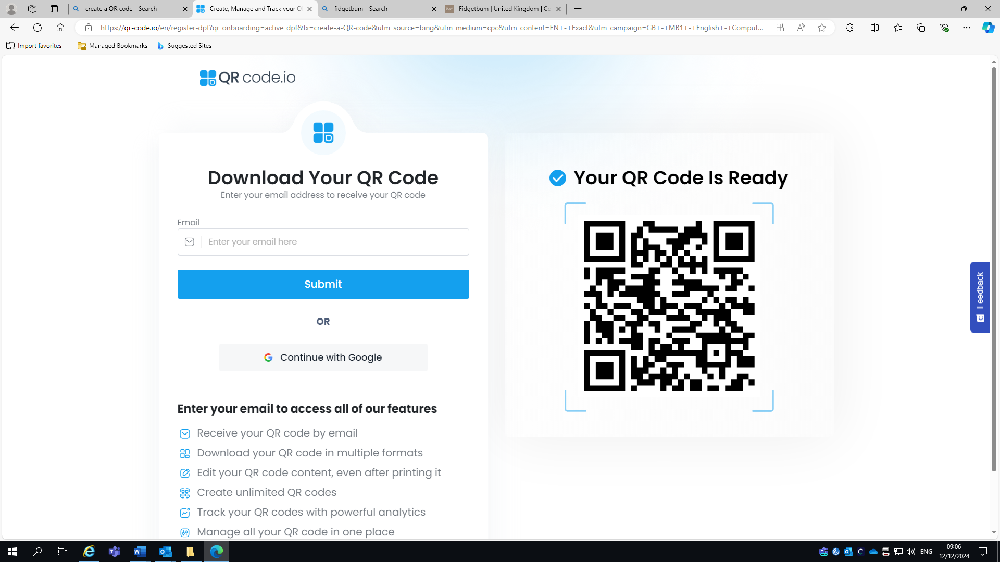 create a QR code - Search
Create, Manage and Track your Q
fidgetbum - Search
Fidgetbum | United Kingdom | Co
https://qr-code.io/en/register-dpf?qr_onboarding=active_dpf&fx=create-a-QR-code&utm_source=bing&utm_medium=cpc&utm_content=EN+-+Exact&utm_campaign=GB+-+MB1+-+English+-+Comput...
Import favorites
Managed Bookmarks
Suggested Sites
QR code.io
Download Your QR Code
Enter your email address to receive your QR code
Email
Enter your email here
Submit
OR
Continue with Google
Enter your email to access all of our features
Receive your QR code by email
Download your QR code in multiple formats
Edit your QR code content, even after printing it
Create unlimited QR codes
Track your QR codes with powerful analytics
Manage all your QR code in one place
Your QR Code Is Ready
Feedback
ENG
09:06
12/12/2024